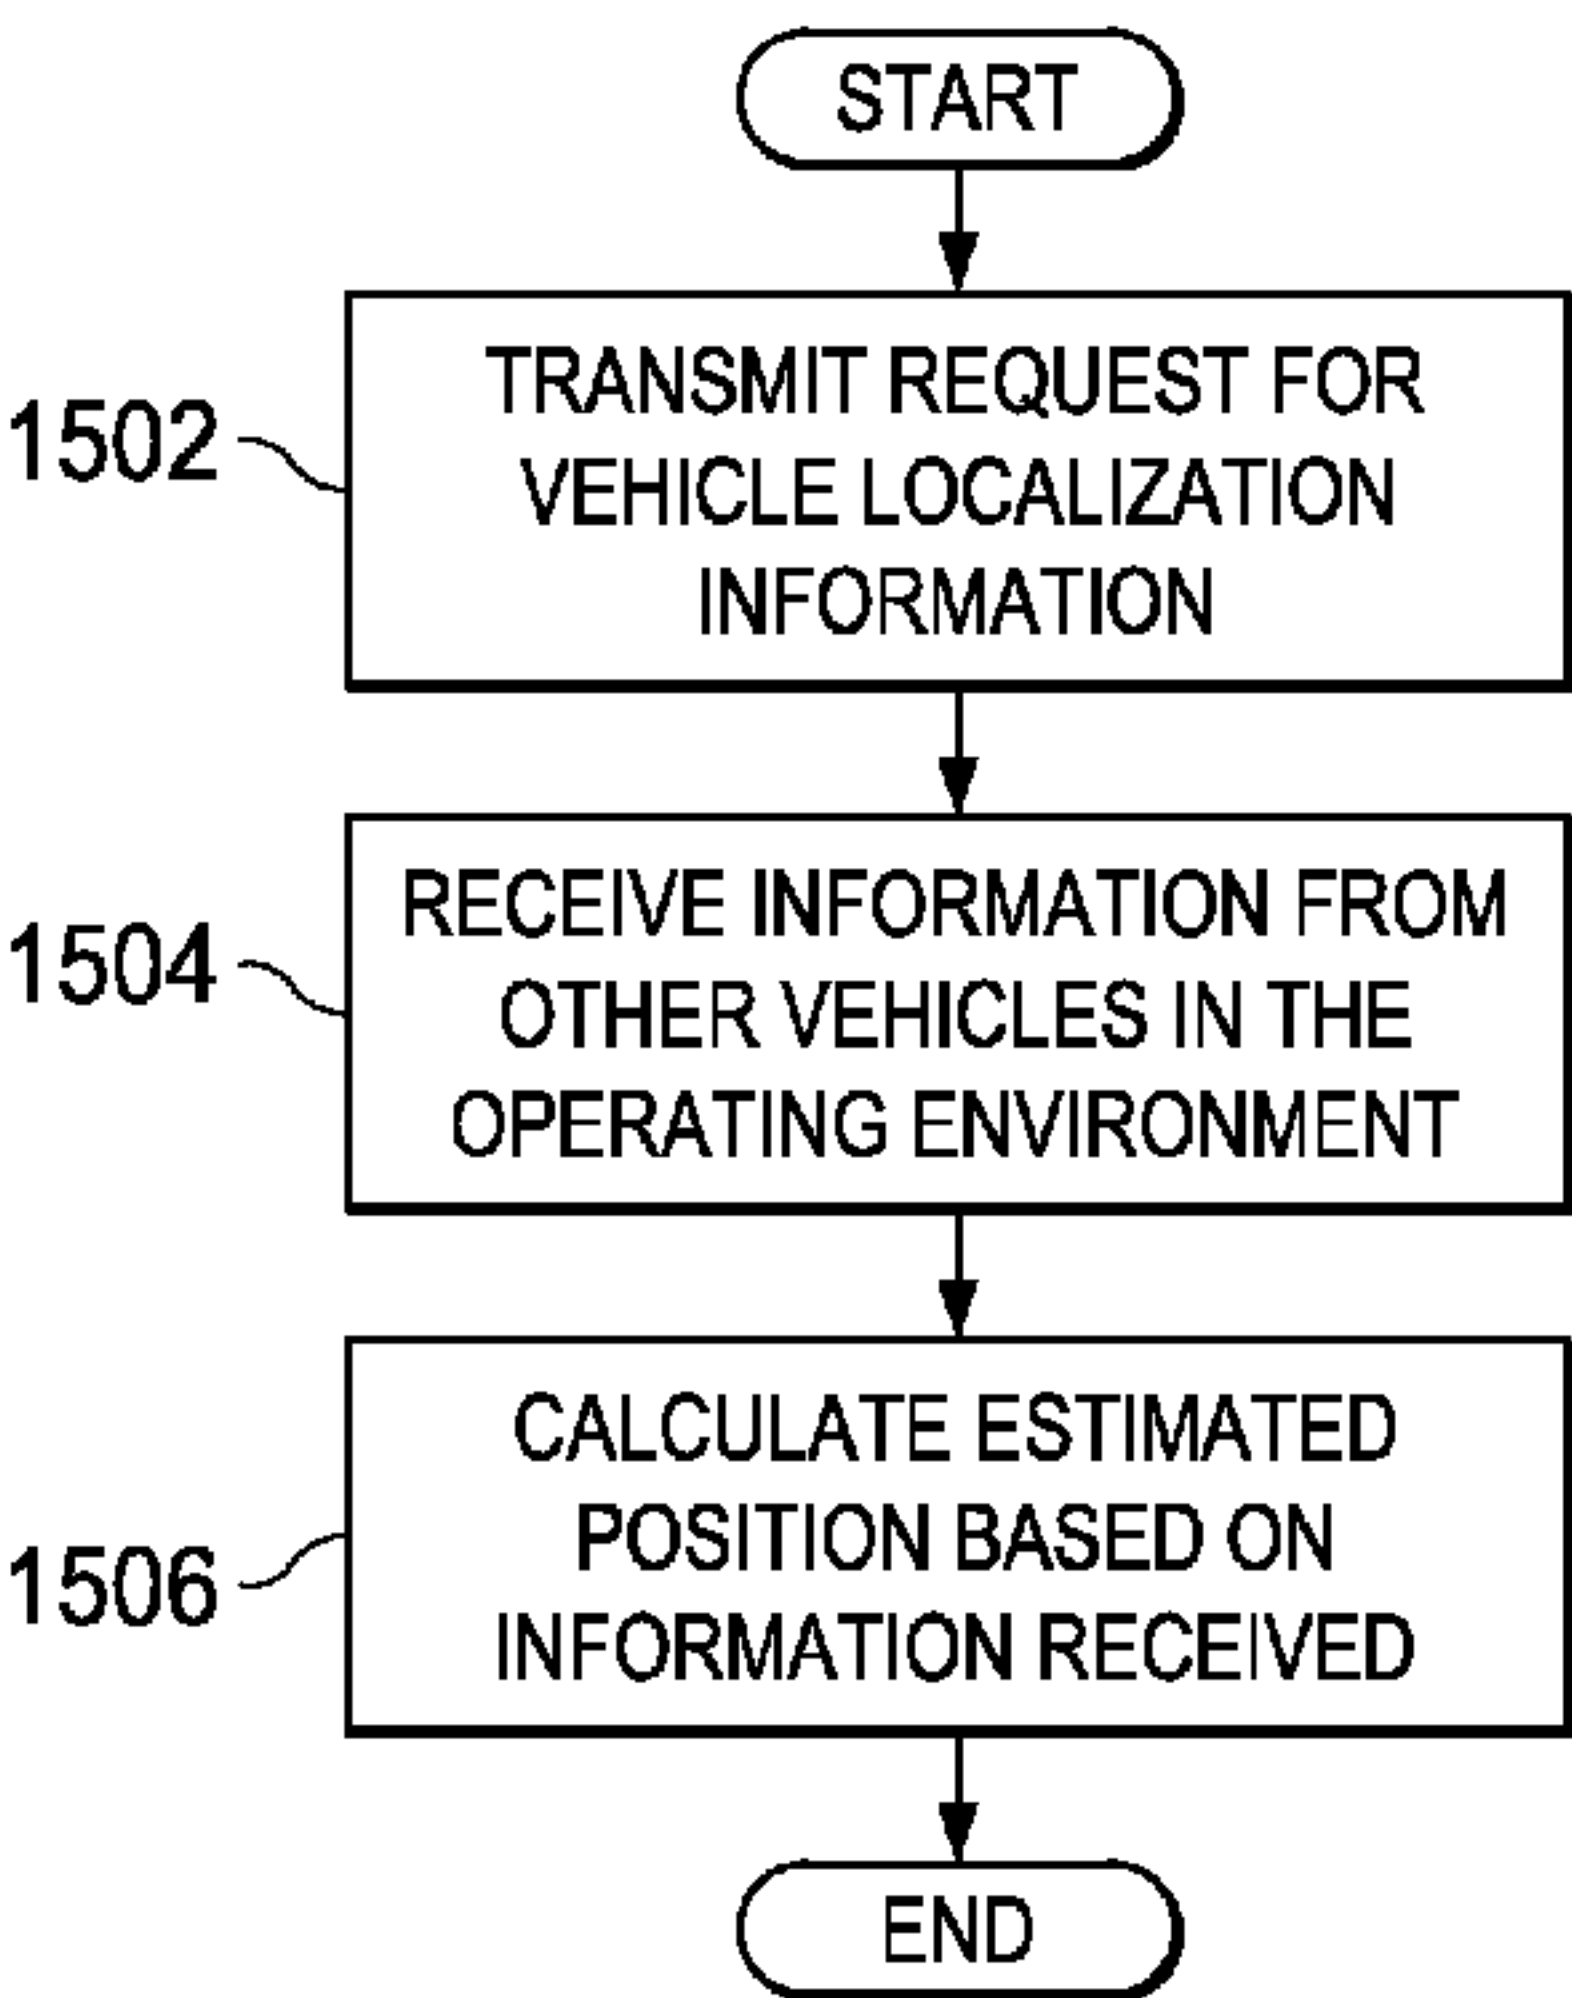 START
1502
TRANSMIT REQUEST FOR
VEHICLE LOCALIZATION
INFORMATION
1504
RECEIVE INFORMATION FROM
OTHER VEHICLES IN THE
OPERATING ENVIRONMENT
1506
CALCULATE ESTIMATED
POSITION BASED ON
INFORMATION RECEIVED
END